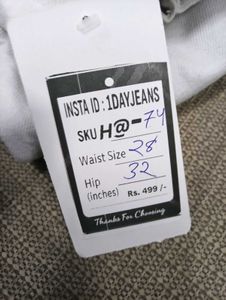 INSTA ID : 1DAYJEANS
SKU H@-74
Waist Size 28
Hip 32
(inches) Rs. 499 /-
Thanks For Choosing